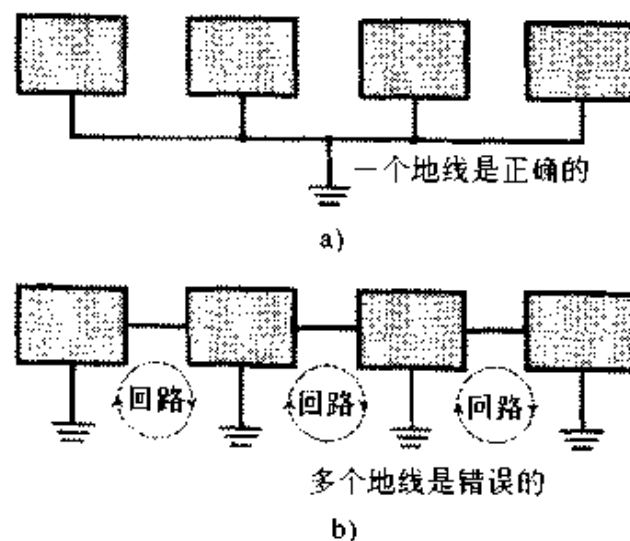 一个地线是正确的
a)
回路 回路 回路
多个地线是错误的
b)